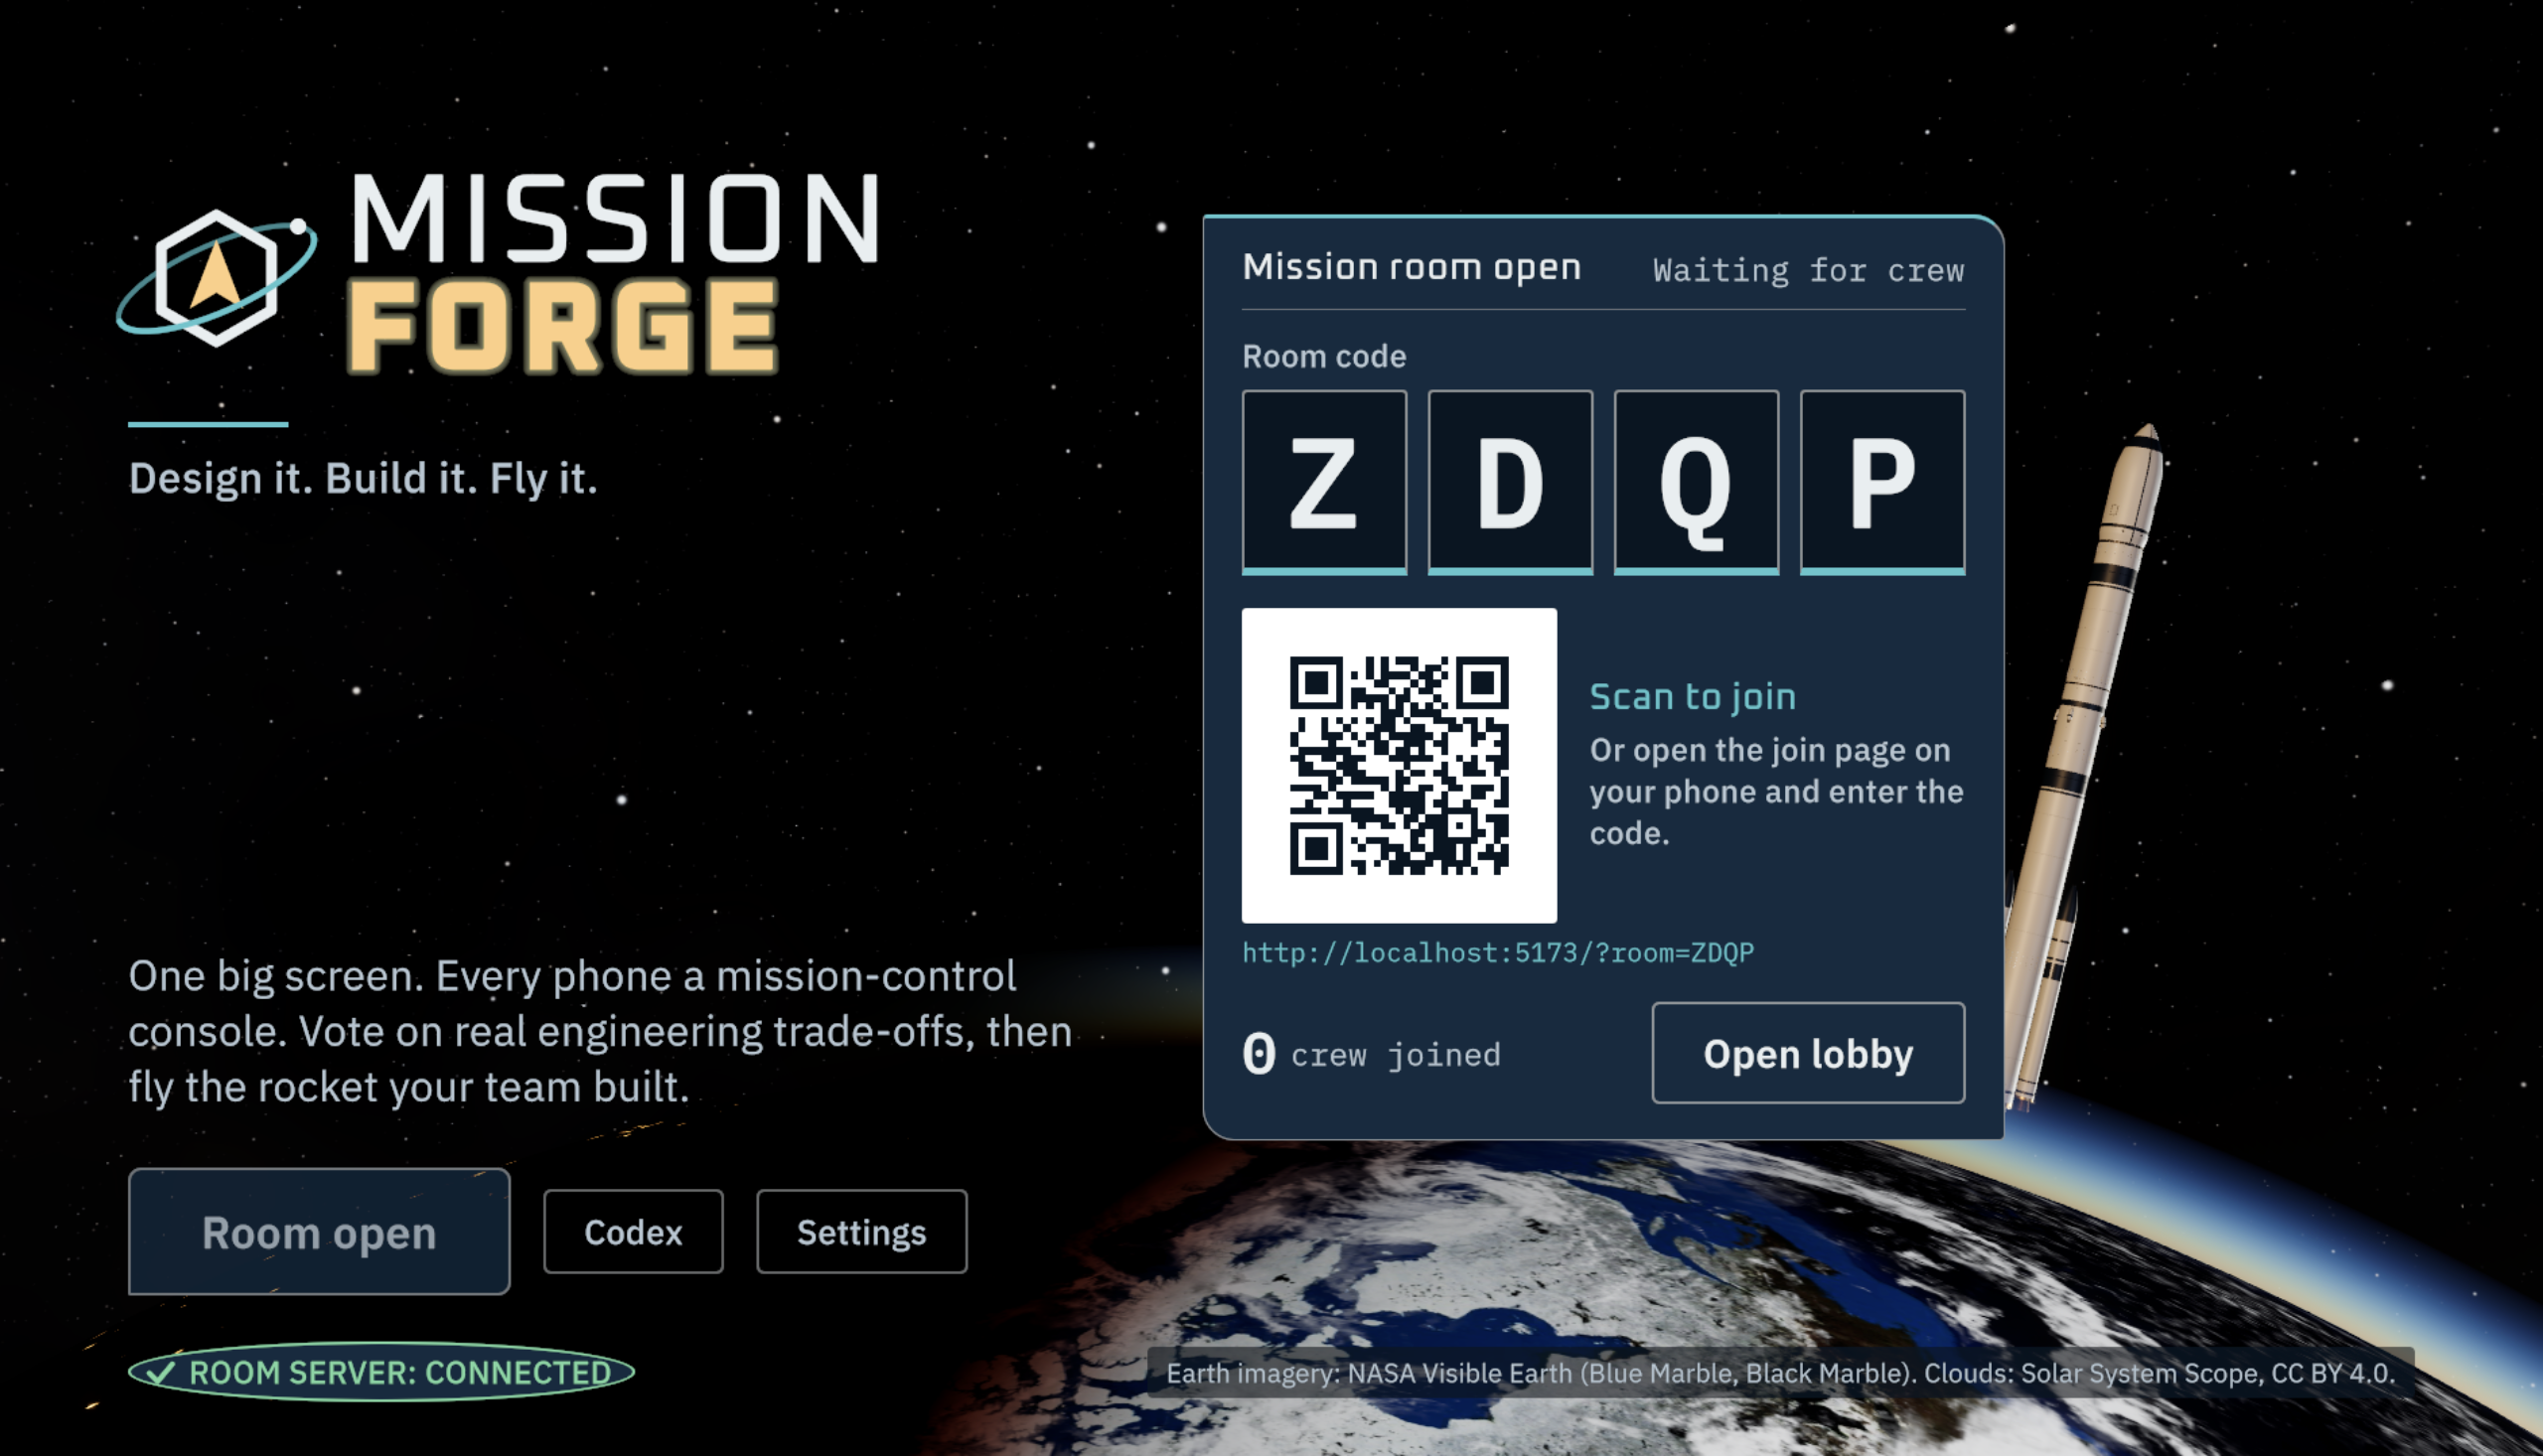 MISSION
FORGE
Design it. Build it. Fly it.
One big screen. Every phone a mission-control
console. Vote on real engineering trade-offs, then
fly the rocket your team built.
Room open
Codex
Settings
ROOM SERVER: CONNECTED
Mission room open
Waiting for crew
Room code
Z D Q P
Scan to join
Or open the join page on
your phone and enter the
code.
http://localhost:5173/?room=ZDQP
0 crew joined
Open lobby
Earth imagery: NASA Visible Earth (Blue Marble, Black Marble). Clouds: Solar System Scope, CC BY 4.0.